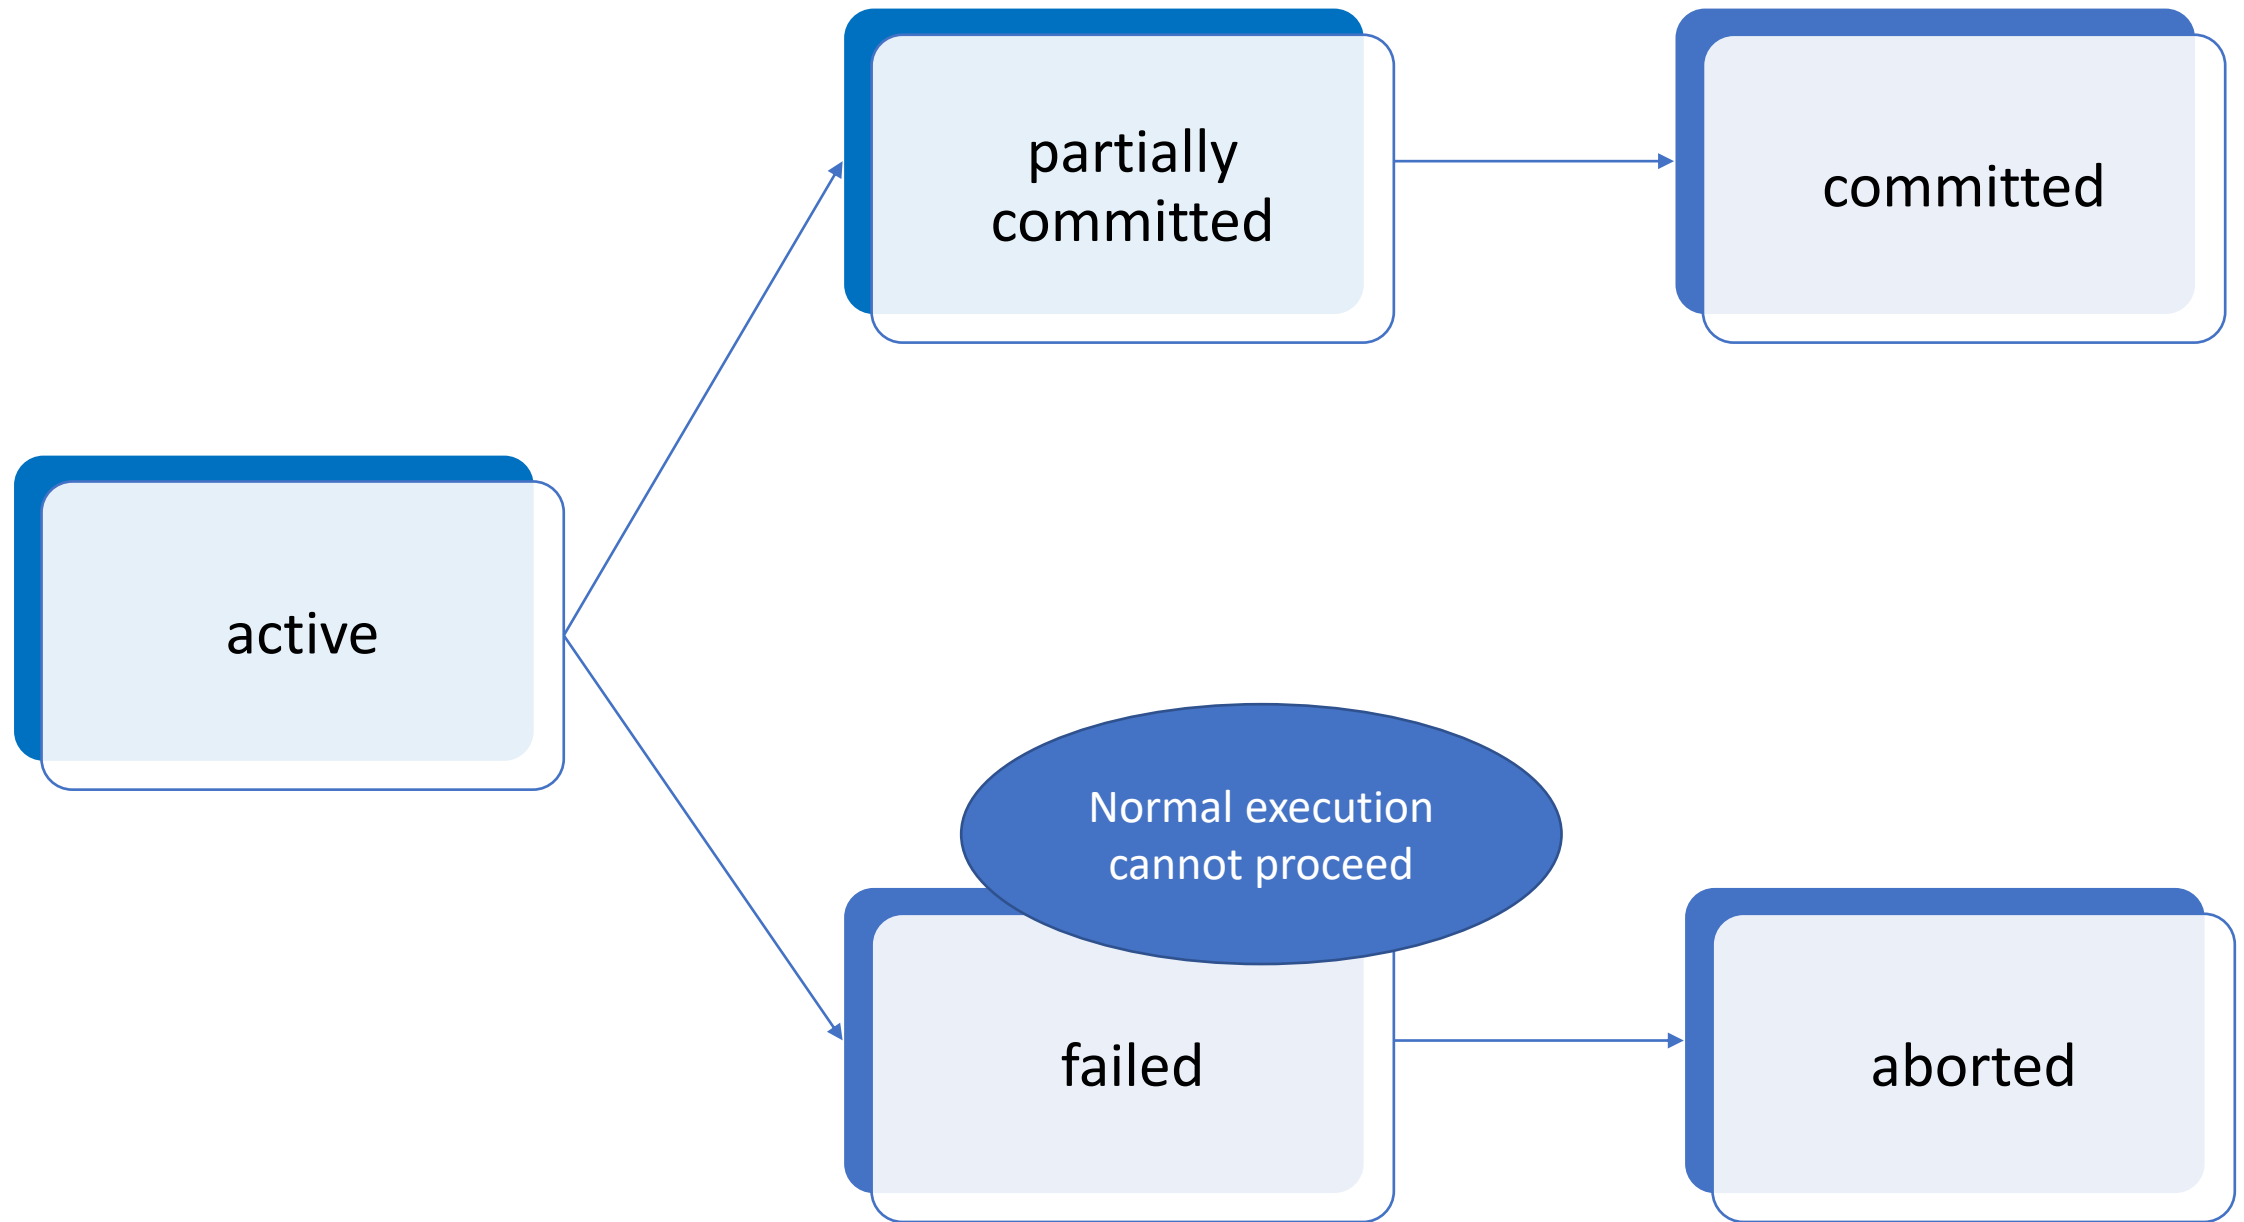 partially
committed
committed
active
Normal execution
cannot proceed
failed
aborted